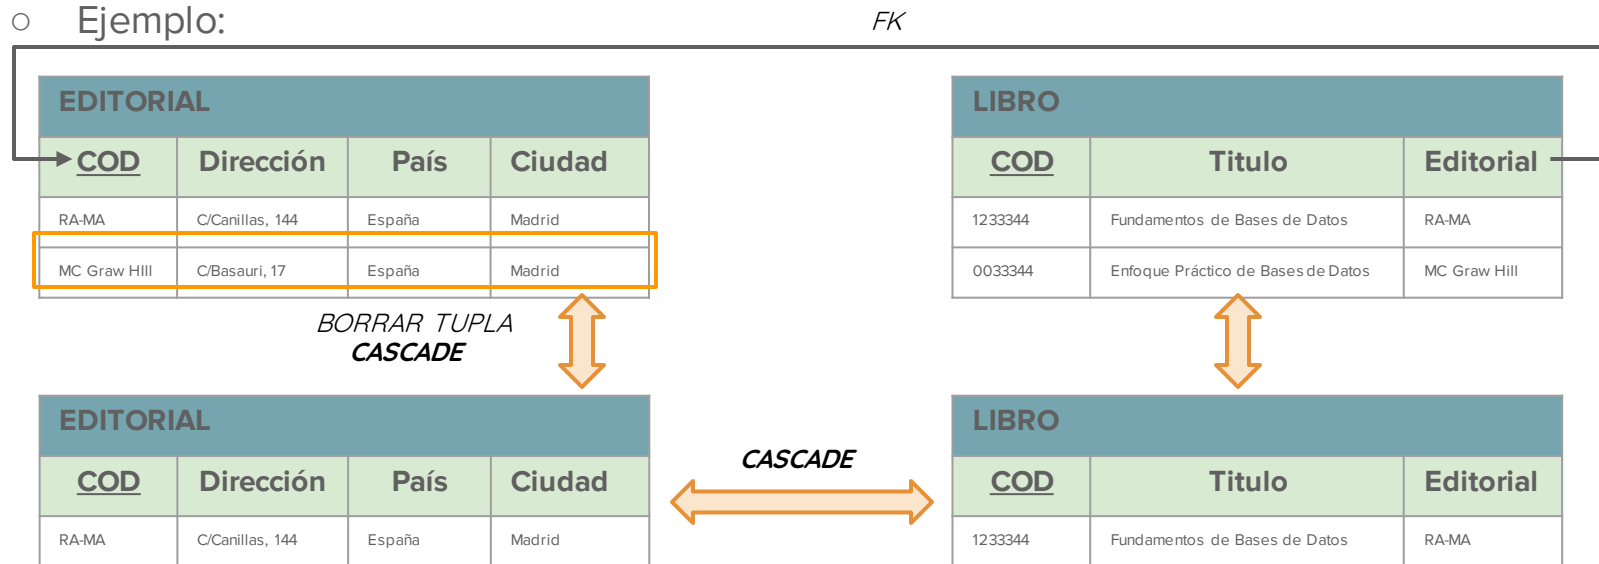 ○ Ejemplo:
FK
EDITORIAL
COD Dirección País Ciudad
RA-MA C/Canillas, 144 España Madrid
MC Graw HIll C/Basauri, 17 España Madrid
LIBRO
COD Titulo Editorial
1233344 Fundamentos de Bases de Datos RA-MA
0033344 Enfoque Práctico de Bases de Datos MC Graw Hill
BORRAR TUPLA
CASCADE
EDITORIAL
COD Dirección País Ciudad
RA-MA C/Canillas, 144 España Madrid
CASCADE
LIBRO
COD Titulo Editorial
1233344 Fundamentos de Bases de Datos RA-MA